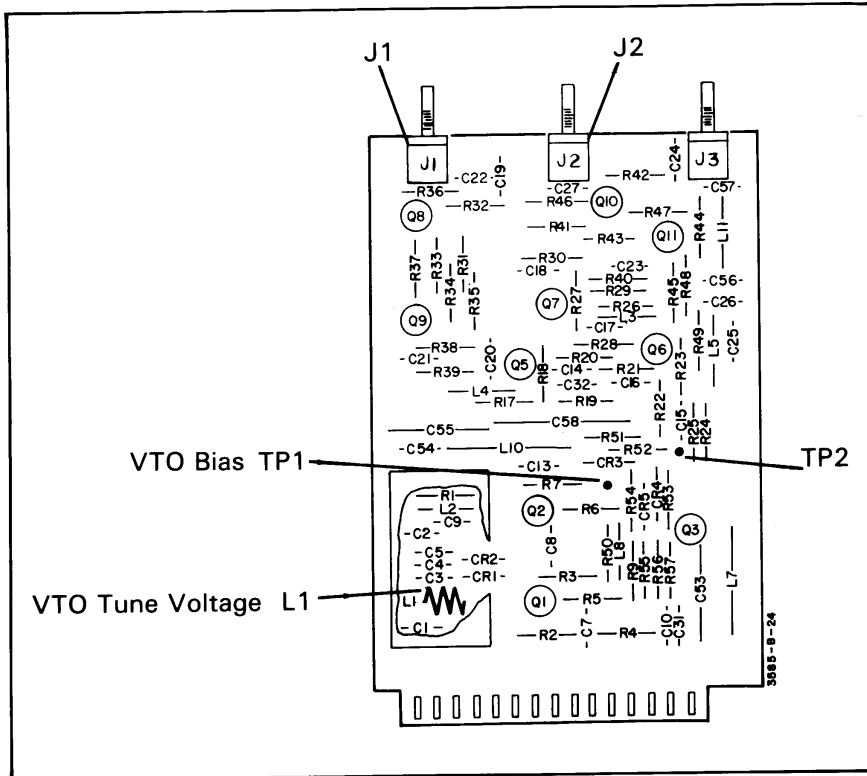 J1
J2
J1
J2
J3
C22
C19
R36
R32
Q8
C27
R46
Q10
R42
C24
C57
R47
R41
R43
Q11
R44
L11
R37
R33
R34
R31
R35
R30
C18
C23
R40
R29
R27
R26
L3
C17
Q7
R45
R48
C56
C26
Q9
R38
C21
R39
C20
L4
R17
Q5
R18
R28
R20
C14
R21
C32
C16
R19
Q6
R23
R49
L5
C25
R22
C15
R25
R24
C55
C58
C54
L10
R51
R52
VTO Bias TP1
TP2
C13
CR3
R7
R1
L2
C9
C2
Q2
R6
R54
CR5
CR4
R53
Q3
C5
C4
C3
CR2
CR1
C8
R3
R50
L8
R9
R55
R56
R57
C53
L7
VTO Tune Voltage L1
L1
C1
Q1
R5
R2
C7
R4
C10
C31
3585-B-24